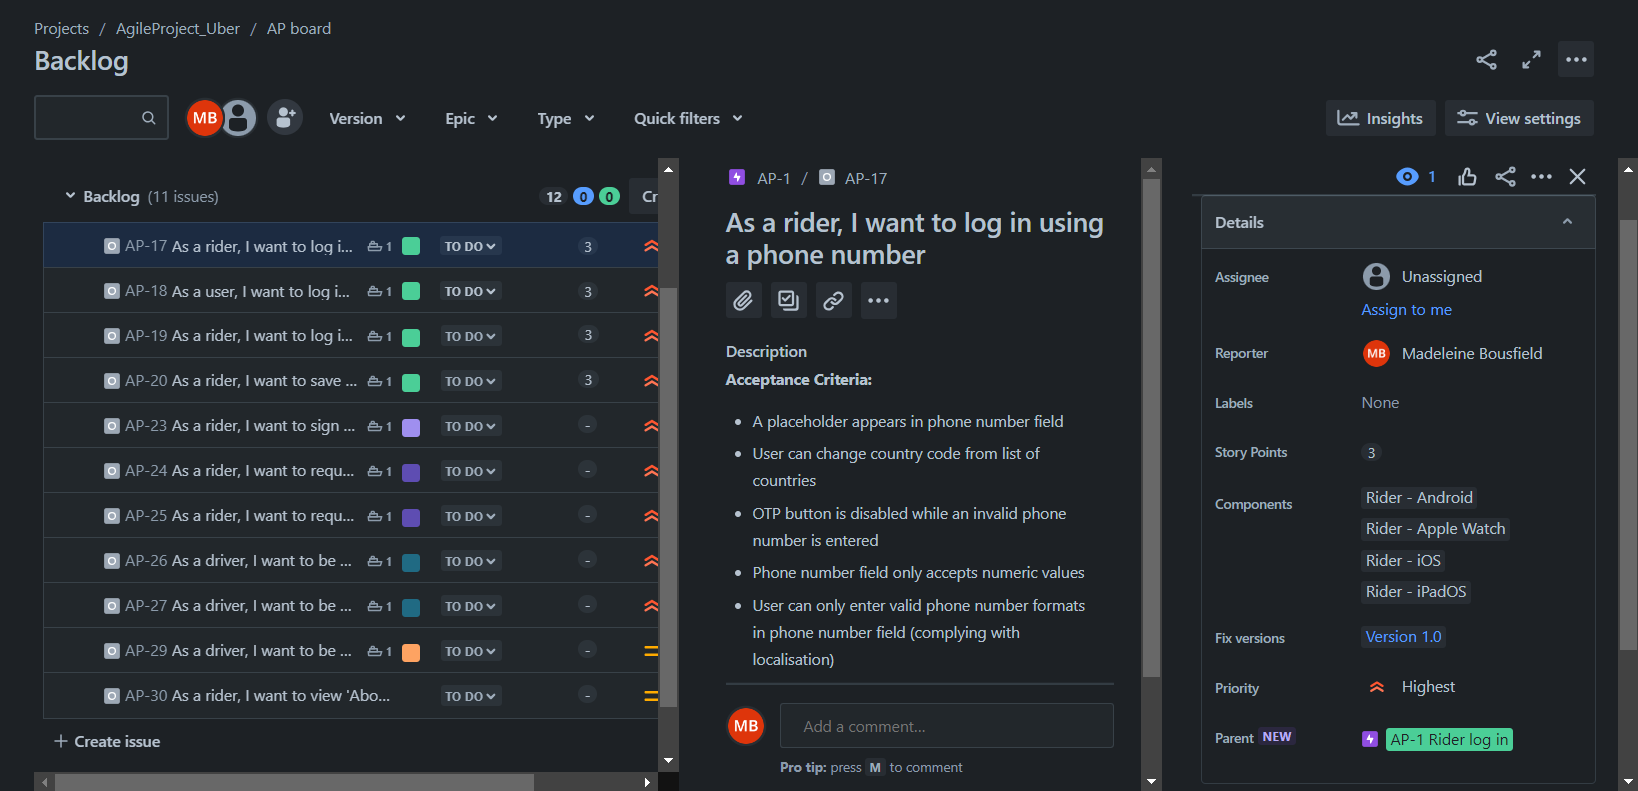 Projects / AgileProject_Uber / AP board
Backlog
MB
Version
Epic
Type
Quick filters
Insights
View settings
Backlog (11 issues)
12 0 0
Cr
AP-17 As a rider, I want to log i... 1 TO DO 3
AP-18 As a user, I want to log i... 1 TO DO 3
AP-19 As a rider, I want to log i... 1 TO DO 3
AP-20 As a rider, I want to save ... 1 TO DO 3
AP-23 As a rider, I want to sign ... 1 TO DO -
AP-24 As a rider, I want to requ... 1 TO DO -
AP-25 As a rider, I want to requ... 1 TO DO -
AP-26 As a driver, I want to be ... 1 TO DO -
AP-27 As a driver, I want to be ... 1 TO DO -
AP-29 As a driver, I want to be ... 1 TO DO -
AP-30 As a rider, I want to view 'Abo... TO DO -
+ Create issue
AP-1 / AP-17
As a rider, I want to log in using
a phone number
Description
Acceptance Criteria:
• A placeholder appears in phone number field
• User can change country code from list of
countries
• OTP button is disabled while an invalid phone
number is entered
• Phone number field only accepts numeric values
• User can only enter valid phone number formats
in phone number field (complying with
localisation)
MB
Add a comment...
Pro tip: press M to comment
1
Details
Assignee
Unassigned
Assign to me
Reporter
MB Madeleine Bousfield
Labels
None
Story Points
3
Components
Rider - Android
Rider - Apple Watch
Rider - iOS
Rider - iPadOS
Fix versions
Version 1.0
Priority
Highest
Parent NEW
AP-1 Rider log in